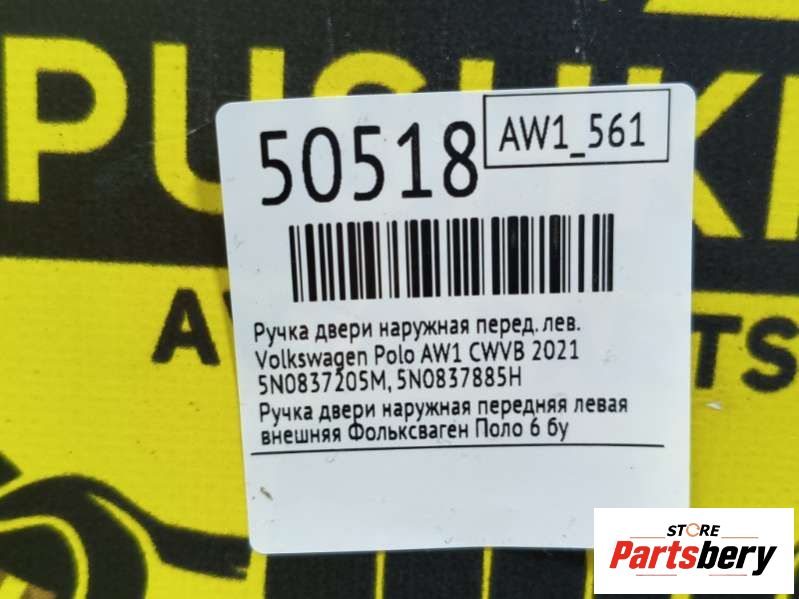 50518
AW1_561
Ручка двери наружная перед. лев.
Volkswagen Polo AW1 CWVB 2021
5N0837205M, 5N0837885H
Ручка двери наружная передняя левая
внешняя Фольксваген Поло 6 бу
STORE
Partsbery